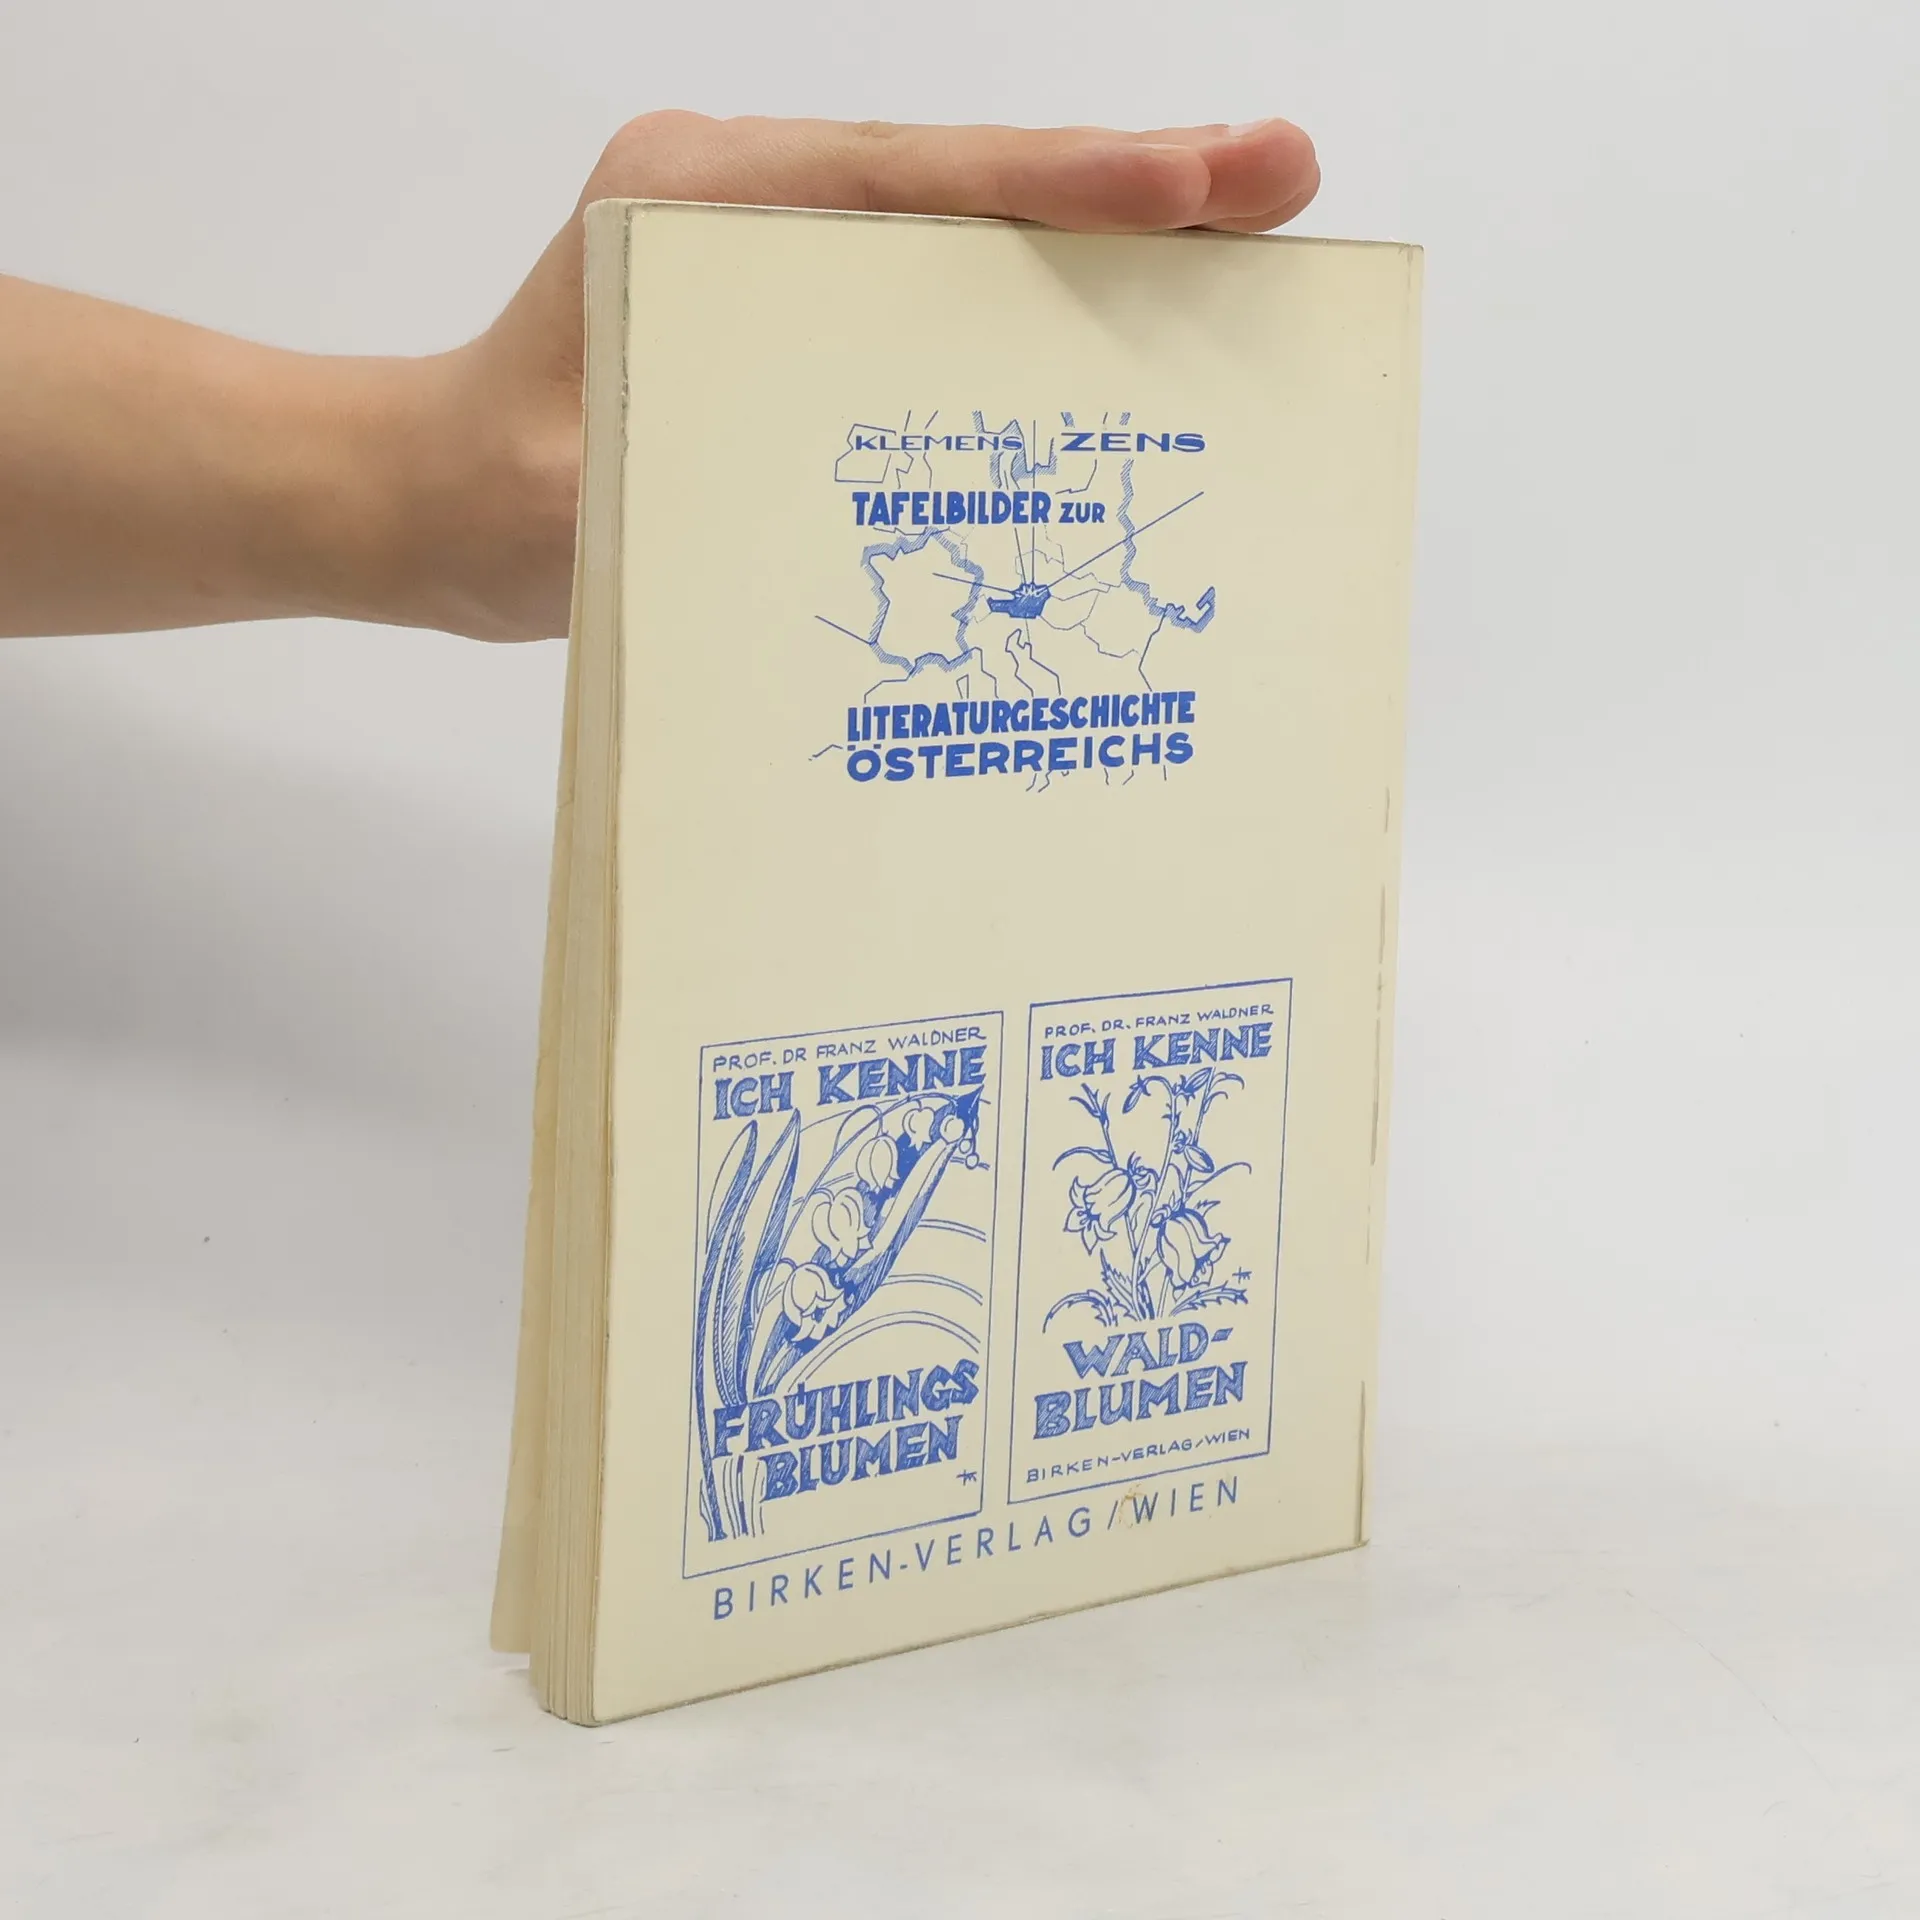 KLEMENS ZENS
TAFELBILDER ZUR
LITERATURGESCHICHTE
ÖSTERREICHS
PROF. DR FRANZ WALDNER
ICH KENNE
FRÜHLINGS
BLUMEN
PROF. DR. FRANZ WALDNER
ICH KENNE
WALD-
BLUMEN
BIRKEN-VERLAG/WIEN
BIRKEN-VERLAG/WIEN